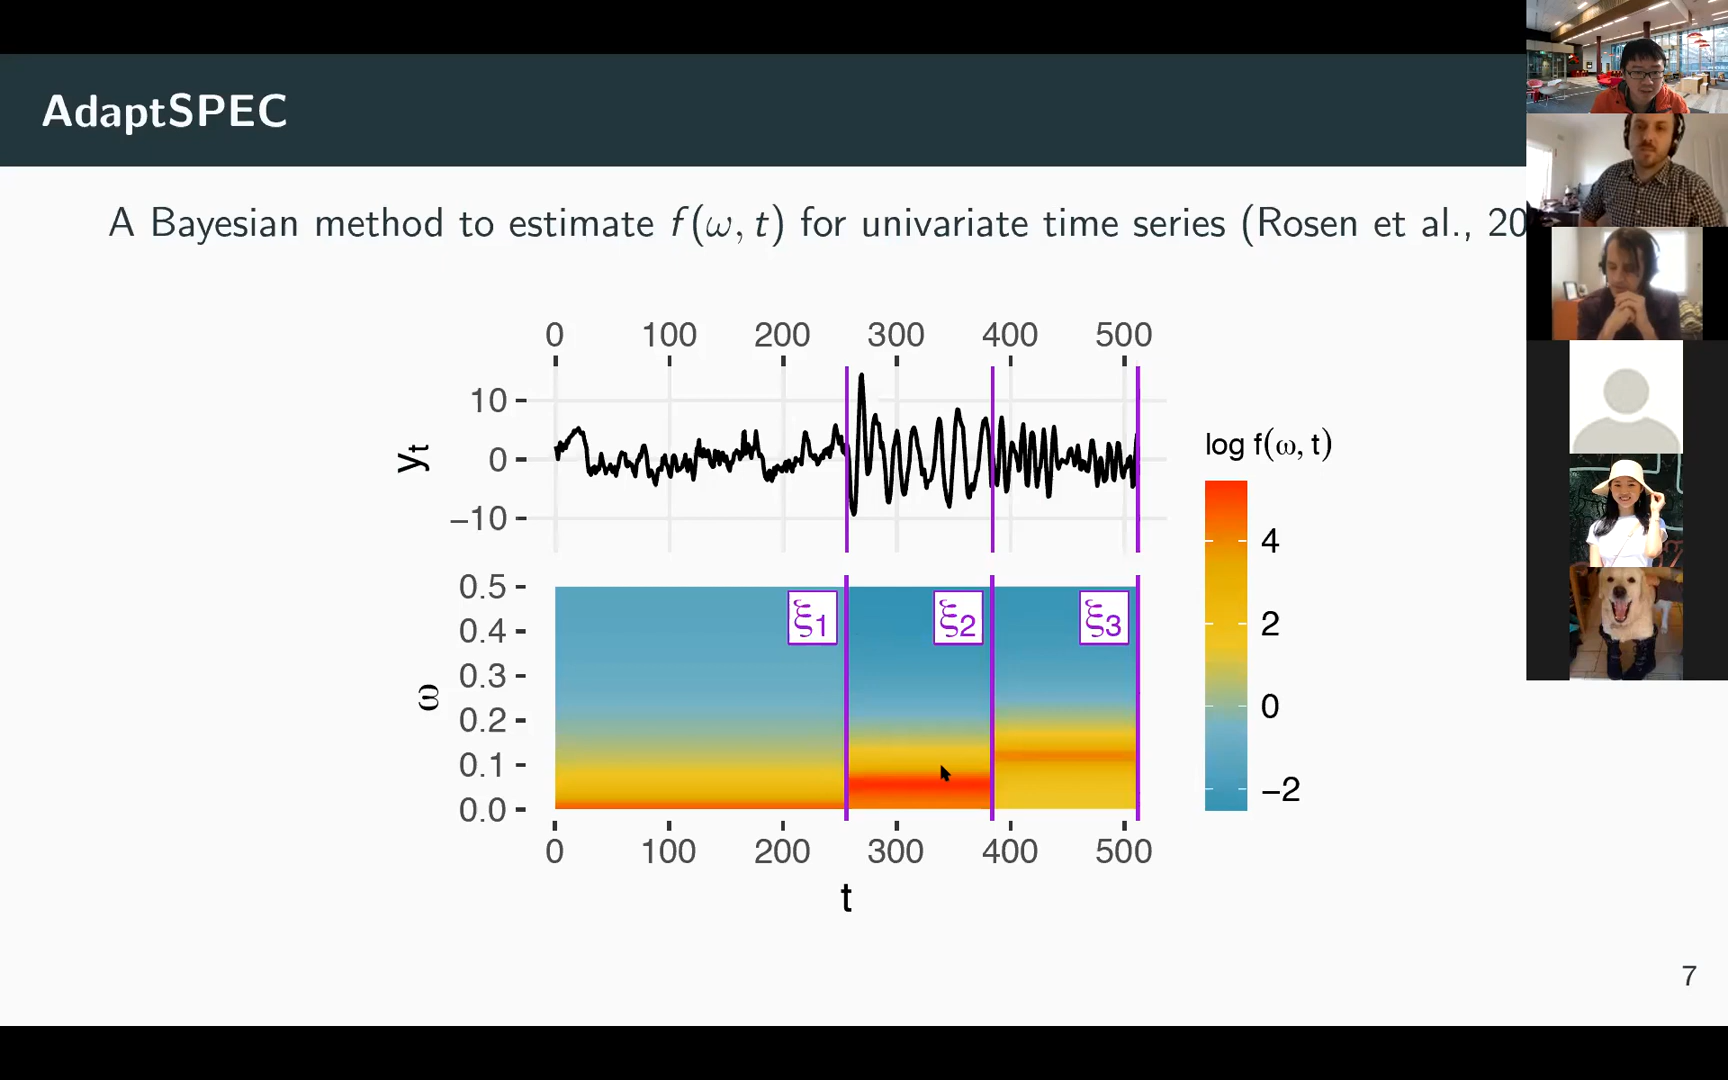 AdaptSPEC
A Bayesian method to estimate f(ω, t) for univariate time series (Rosen et al., 20
0 100 200 300 400 500
10
0
−10
yt
log f(ω, t)
4
2
0
−2
0.5
0.4
0.3
0.2
0.1
0.0
ω
ξ1 ξ2 ξ3
0 100 200 300 400 500
t
7